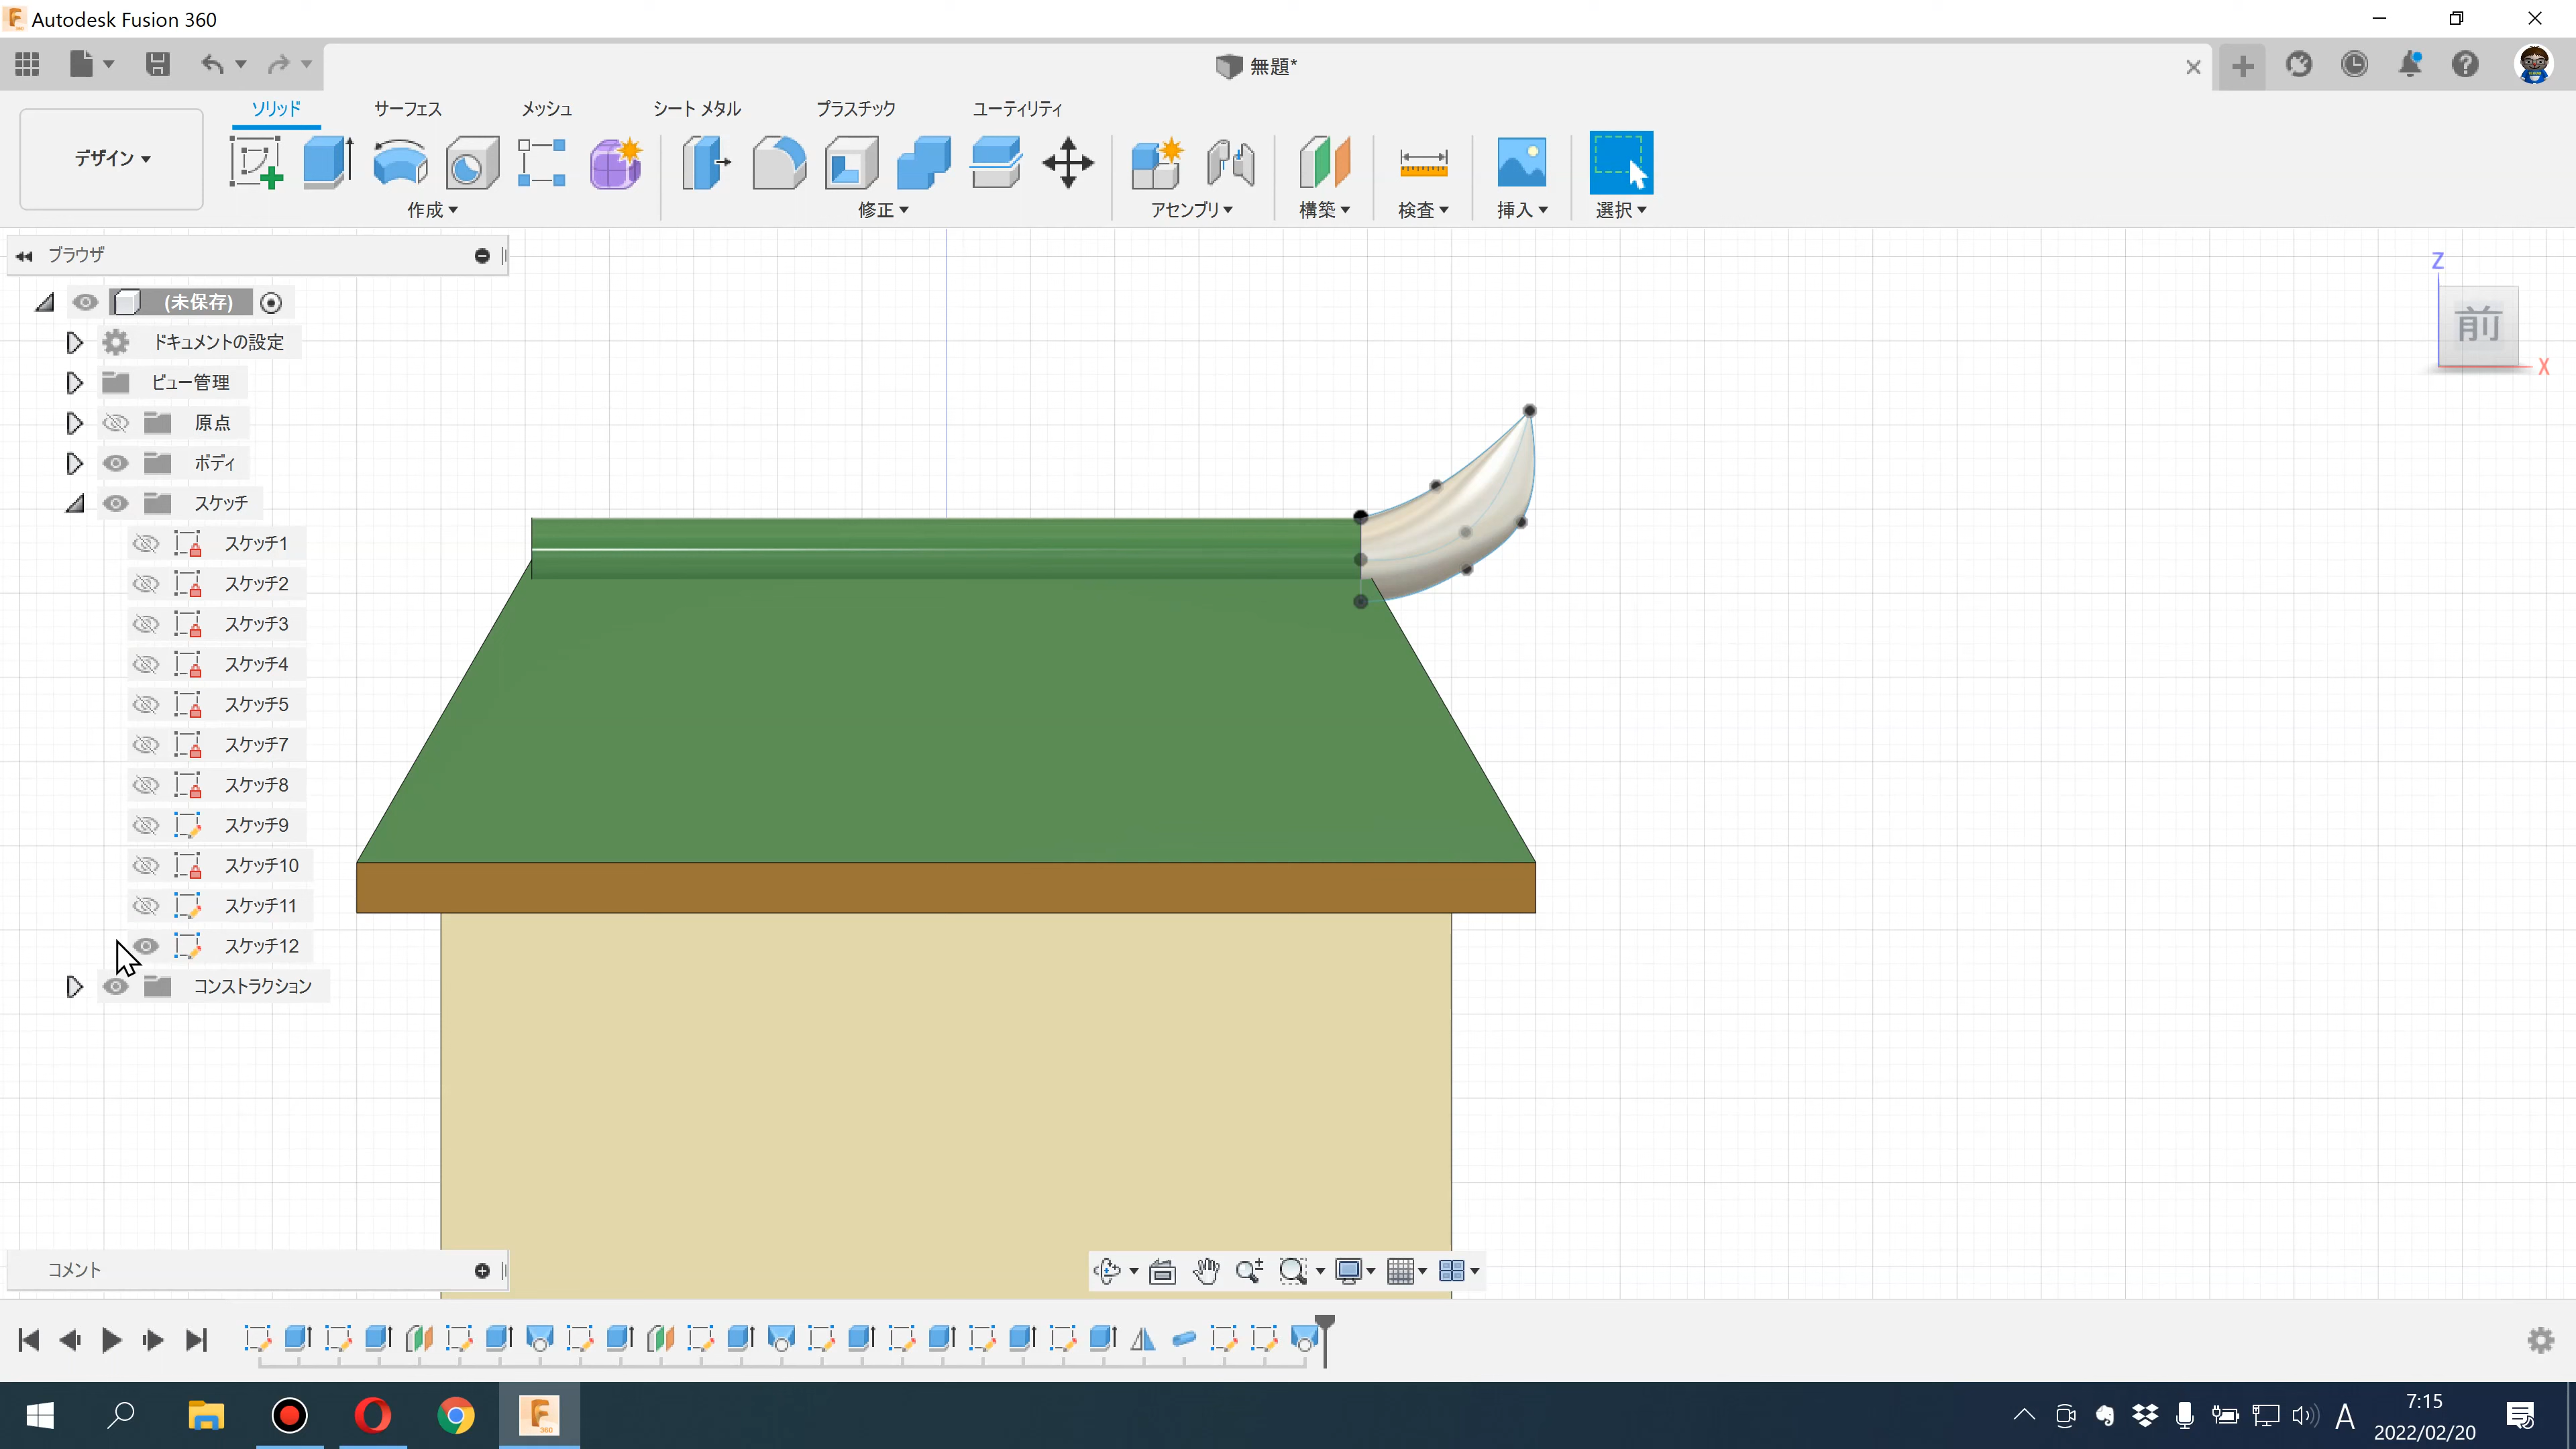 Autodesk Fusion 360
無題*
ソリッド サーフェス メッシュ シート メタル プラスチック ユーティリティ
デザイン
作成 修正 アセンブリ 構築 検査 挿入 選択
ブラウザ
(未保存)
ドキュメントの設定
ビュー管理
原点
ボディ
スケッチ
スケッチ1
スケッチ2
スケッチ3
スケッチ4
スケッチ5
スケッチ7
スケッチ8
スケッチ9
スケッチ10
スケッチ11
スケッチ12
コンストラクション
Z
前
X
コメント
F
360
A
7:15
2022/02/20